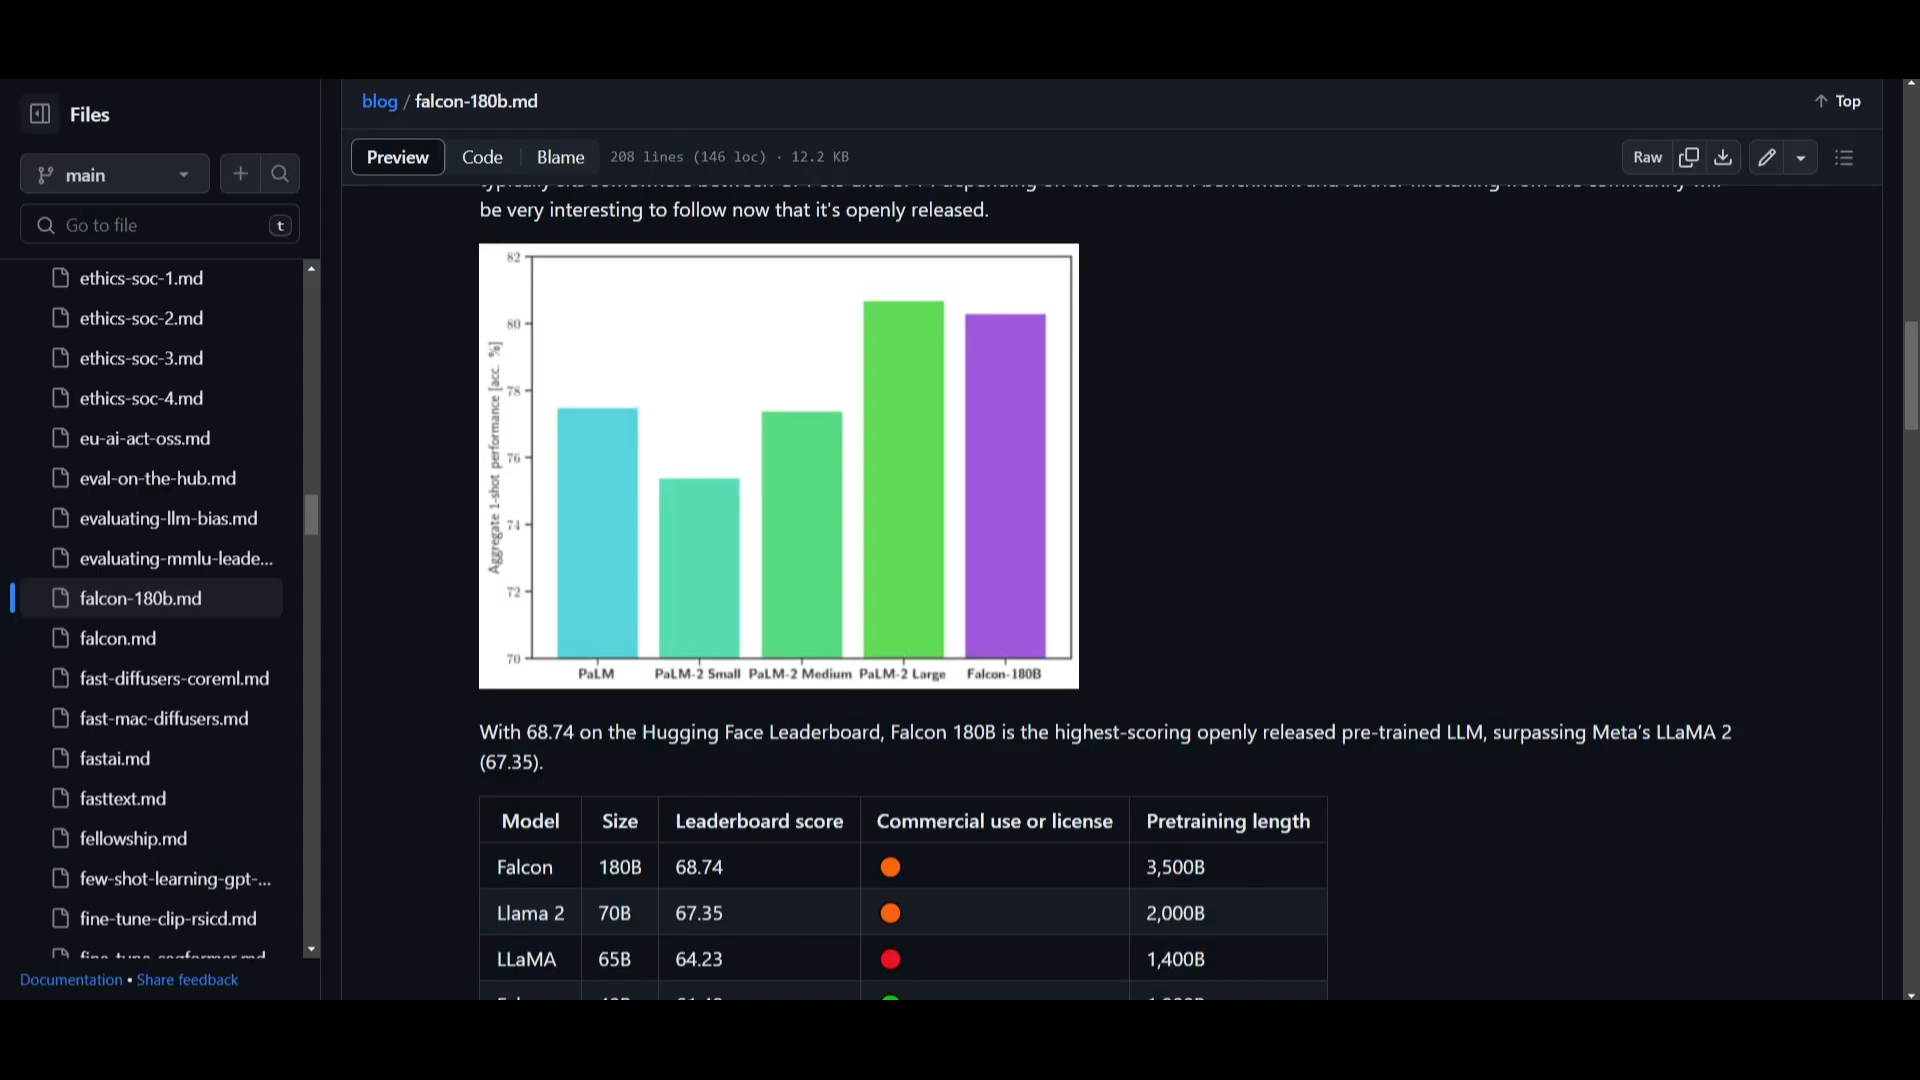 Files
main
Go to file
t
ethics-soc-1.md
ethics-soc-2.md
ethics-soc-3.md
ethics-soc-4.md
eu-ai-act-oss.md
eval-on-the-hub.md
evaluating-llm-bias.md
evaluating-mmlu-leade...
falcon-180b.md
falcon.md
fast-diffusers-coreml.md
fast-mac-diffusers.md
fastai.md
fasttext.md
fellowship.md
few-shot-learning-gpt-...
fine-tune-clip-rsicd.md
Documentation • Share feedback
blog / falcon-180b.md
Top
Preview Code Blame 208 lines (146 loc) · 12.2 KB
Raw
be very interesting to follow now that it's openly released.
Aggregate 1-shot performance [acc. %]
82
80
78
76
74
72
70
PaLM PaLM-2 Small PaLM-2 Medium PaLM-2 Large Falcon-180B
With 68.74 on the Hugging Face Leaderboard, Falcon 180B is the highest-scoring openly released pre-trained LLM, surpassing Meta’s LLaMA 2
(67.35).
Model Size Leaderboard score Commercial use or license Pretraining length
Falcon 180B 68.74 3,500B
Llama 2 70B 67.35 2,000B
LLaMA 65B 64.23 1,400B